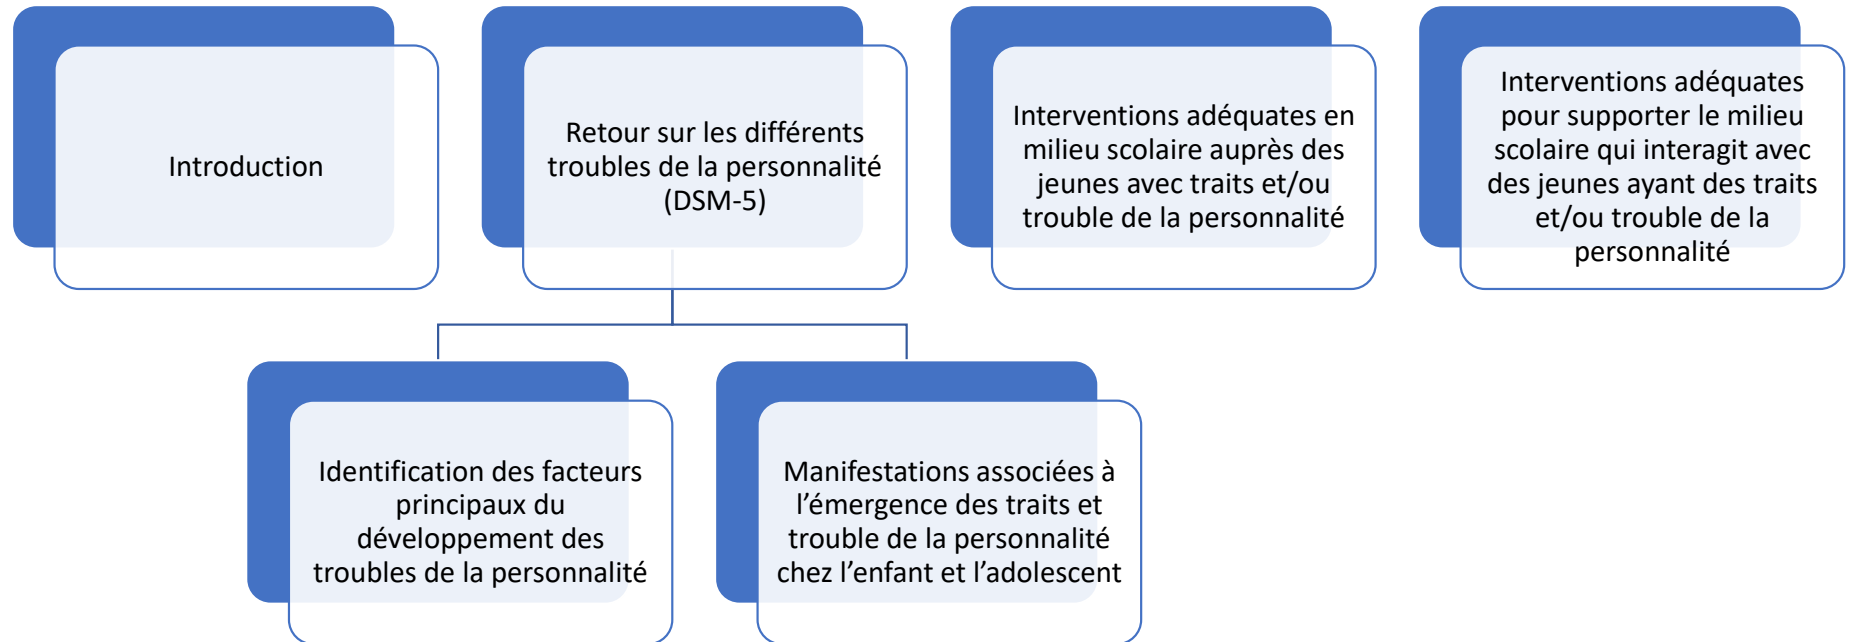 Introduction
Retour sur les différents
troubles de la personnalité
(DSM-5)
Interventions adéquates en
milieu scolaire auprès des
jeunes avec traits et/ou
trouble de la personnalité
Interventions adéquates
pour supporter le milieu
scolaire qui interagit avec
des jeunes ayant des traits
et/ou trouble de la
personnalité
Identification des facteurs
principaux du
développement des
troubles de la personnalité
Manifestations associées à
l’émergence des traits et
trouble de la personnalité
chez l’enfant et l’adolescent